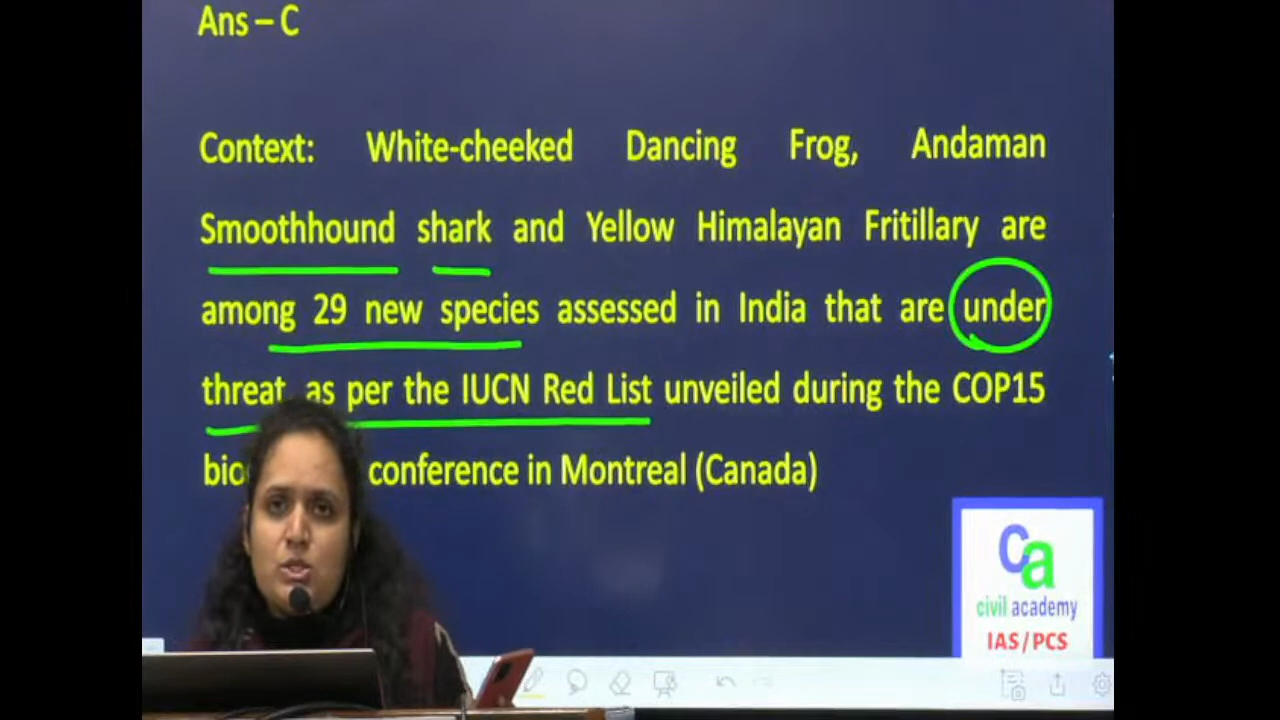 Ans – C
Context: White-cheeked Dancing Frog, Andaman
Smoothhound shark and Yellow Himalayan Fritillary are
among 29 new species assessed in India that are under
threat as per the IUCN Red List unveiled during the COP15
conference in Montreal (Canada)
ca
civil academy
IAS/PCS